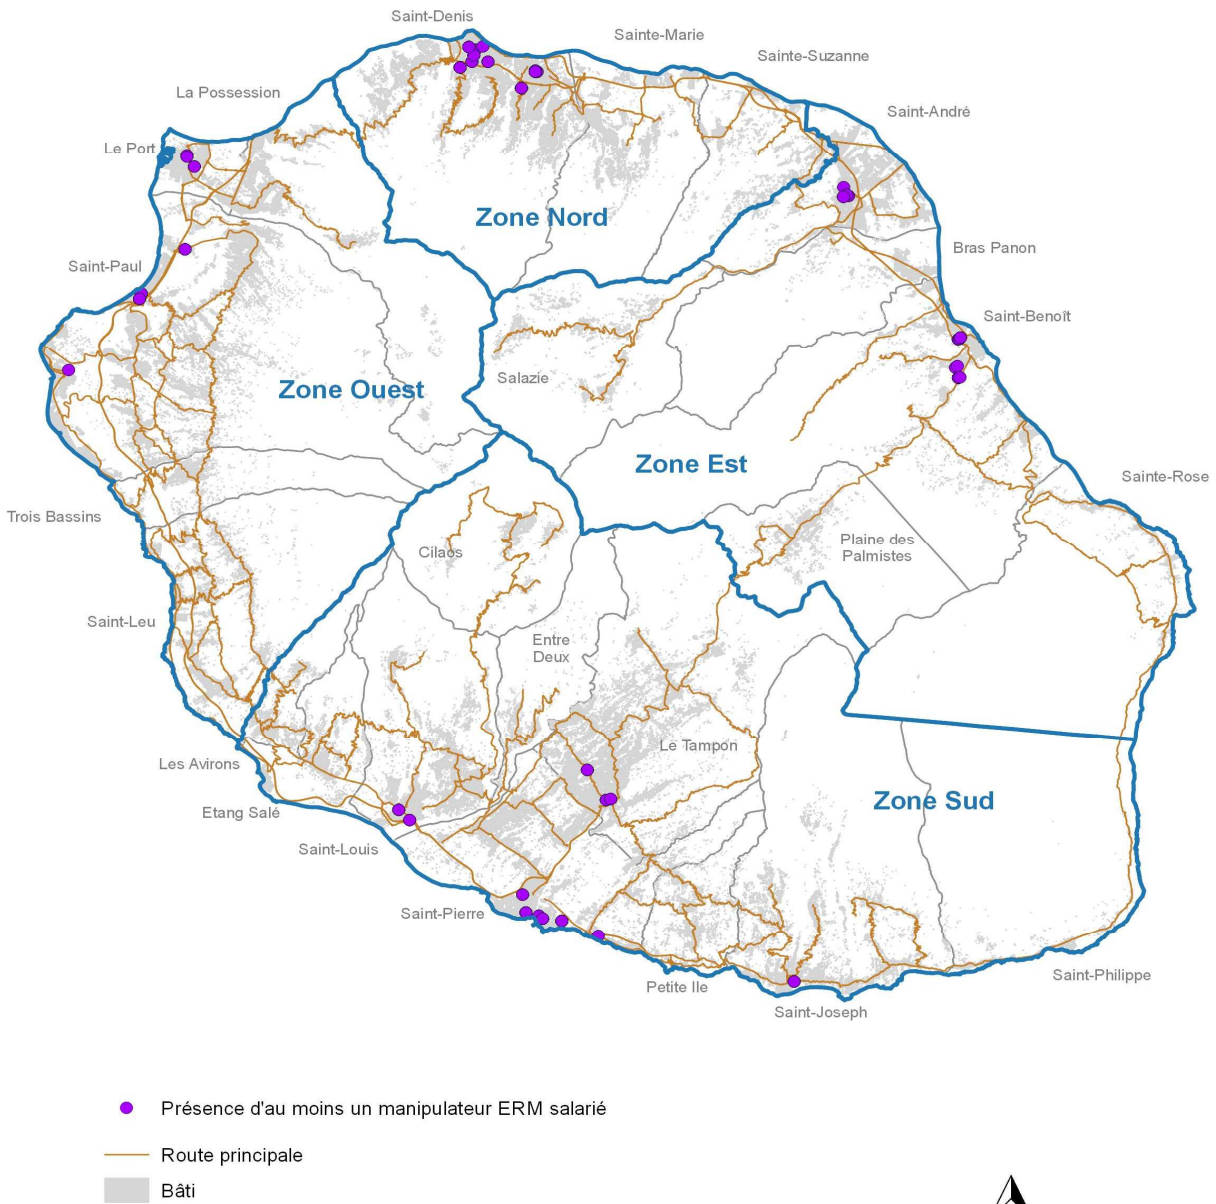 Saint-Denis
Sainte-Marie
Sainte-Suzanne
La Possession
Saint-André
Le Port
Zone Nord
Bras Panon
Saint-Paul
Saint-Benoît
Salazie
Zone Ouest
Zone Est
Sainte-Rose
Trois Bassins
Plaine des
Palmistes
Cilaos
Saint-Leu
Entre
Deux
Le Tampon
Les Avirons
Zone Sud
Etang Salé
Saint-Louis
Saint-Pierre
Saint-Philippe
Petite Ile
Saint-Joseph
Présence d'au moins un manipulateur ERM salarié
Route principale
Bâti